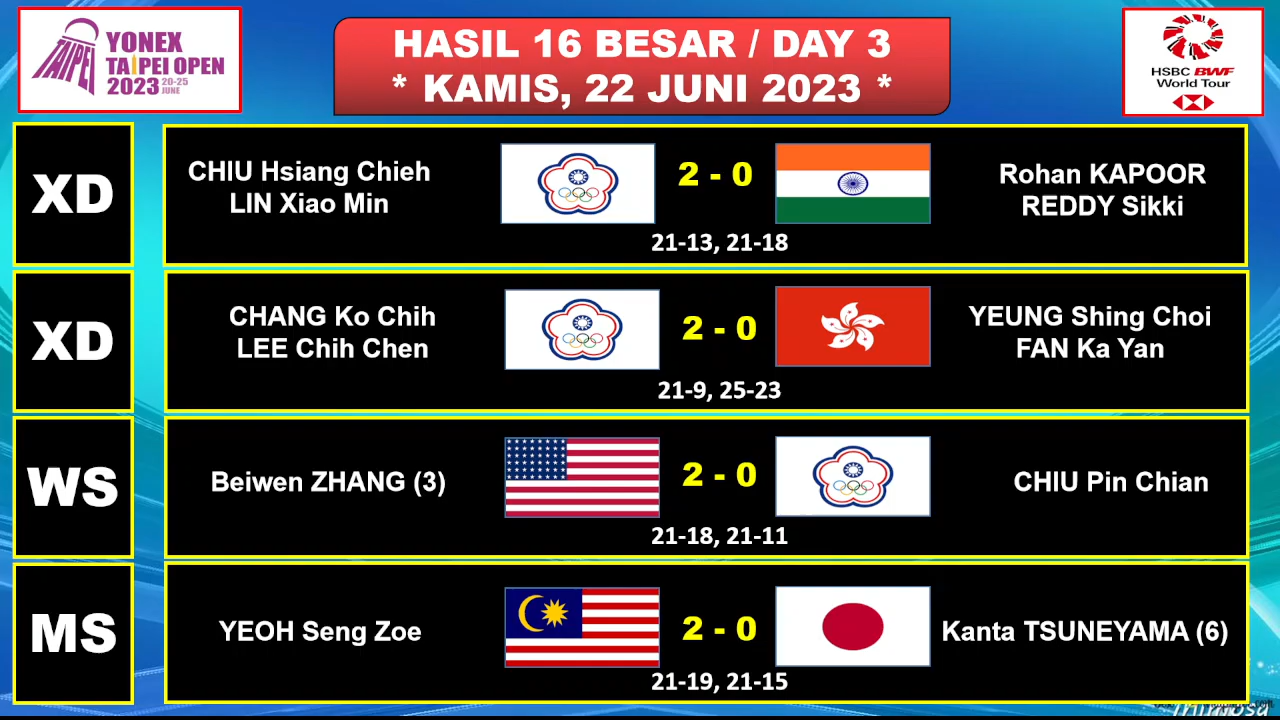 TAIPEI
YONEX
TAIPEI OPEN
2023 20-25
JUNE
HASIL 16 BESAR / DAY 3
* KAMIS, 22 JUNI 2023 *
HSBC BWF
World Tour
XD
CHIU Hsiang Chieh
LIN Xiao Min
2 - 0
Rohan KAPOOR
REDDY Sikki
21-13, 21-18
XD
CHANG Ko Chih
LEE Chih Chen
2 - 0
YEUNG Shing Choi
FAN Ka Yan
21-9, 25-23
WS
Beiwen ZHANG (3)
2 - 0
CHIU Pin Chian
21-18, 21-11
MS
YEOH Seng Zoe
2 - 0
Kanta TSUNEYAMA (6)
21-19, 21-15